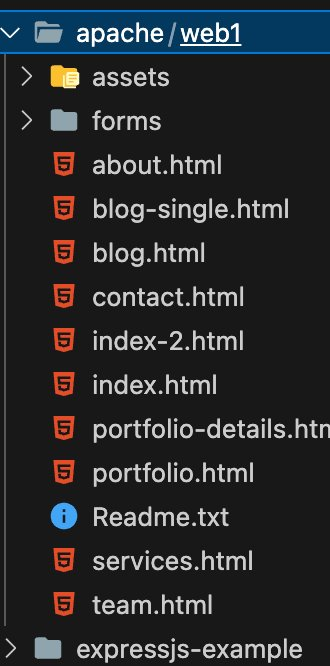 apache/web1
assets
forms
about.html
blog-single.html
blog.html
contact.html
index-2.html
index.html
portfolio-details.htm
portfolio.html
Readme.txt
services.html
team.html
expressjs-example